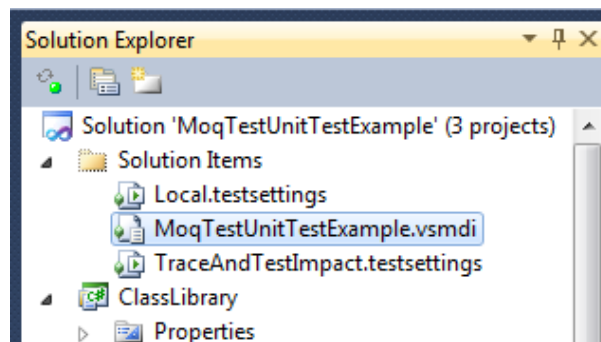 Solution Explorer
Solution 'MoqTestUnitTestExample' (3 projects)
Solution Items
Local.testsettings
MoqTestUnitTestExample.vsmdi
TraceAndTestImpact.testsettings
ClassLibrary
Properties